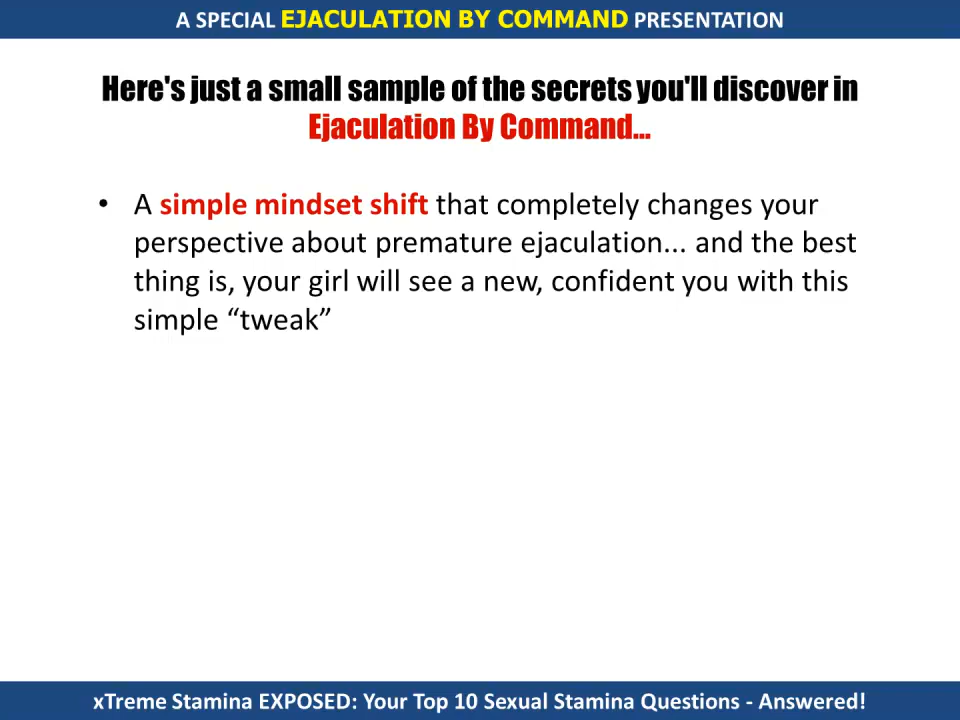 A SPECIAL EJACULATION BY COMMAND PRESENTATION
Here's just a small sample of the secrets you'll discover in
Ejaculation By Command...
• A simple mindset shift that completely changes your
perspective about premature ejaculation... and the best
thing is, your girl will see a new, confident you with this
simple “tweak”
xTreme Stamina EXPOSED: Your Top 10 Sexual Stamina Questions - Answered!